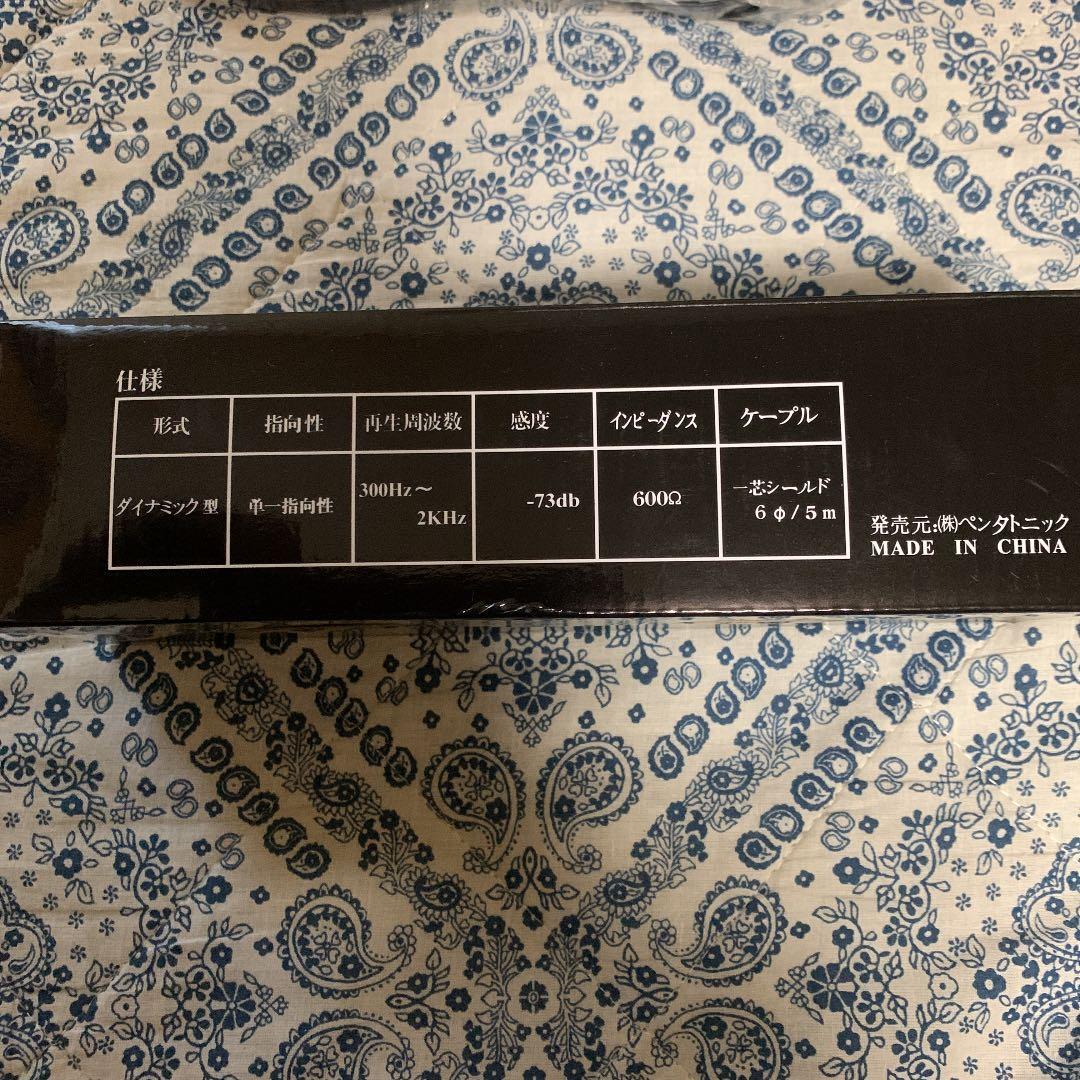 仕様
形式 指向性 再生周波数 感度 インピーダンス ケープル
ダイナミック型 単一指向性 300Hz～ -73db 600Ω 一芯シールド
2KHz 6φ/5m
発売元:㈱ペンタトニック
MADE IN CHINA